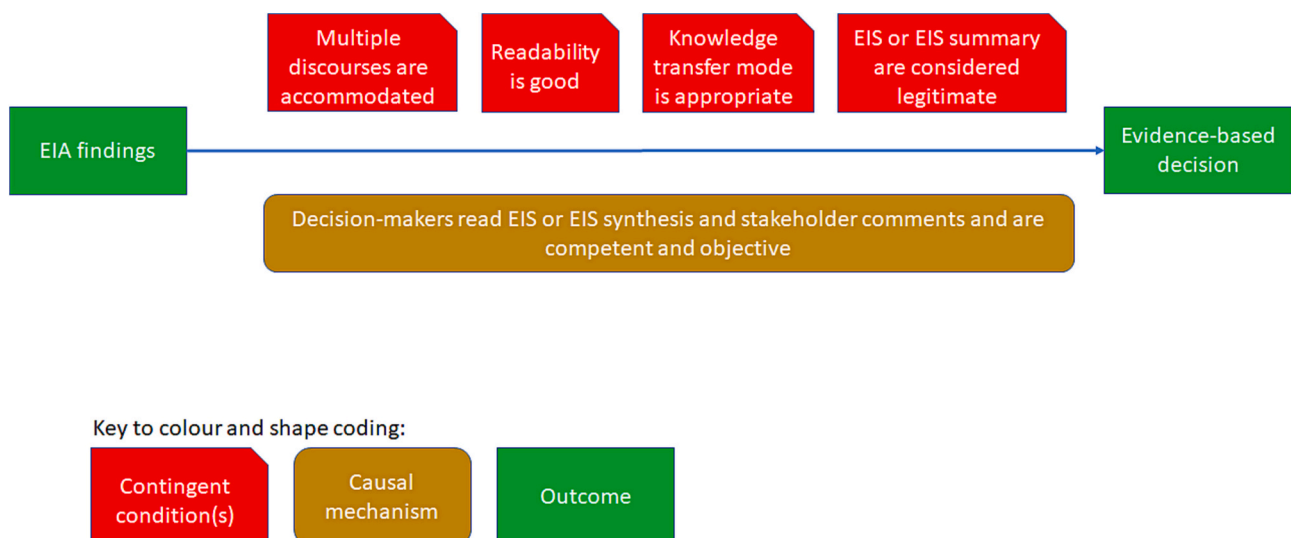 Multiple
discourses are
accommodated
Readability
is good
Knowledge
transfer mode
is appropriate
EIS or EIS summary
are considered
legitimate
EIA findings
Evidence-based
decision
Decision-makers read EIS or EIS synthesis and stakeholder comments and are
competent and objective
Key to colour and shape coding:
Contingent
condition(s)
Causal
mechanism
Outcome